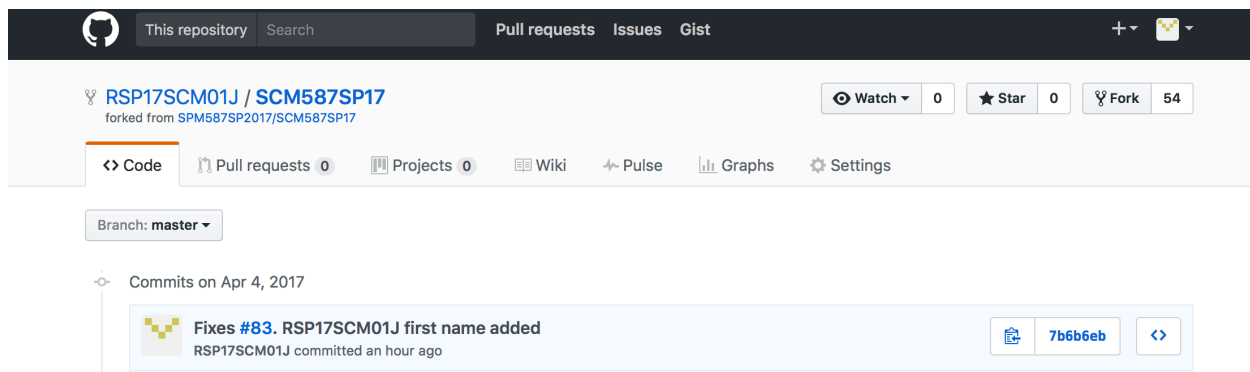 This repository Search Pull requests Issues Gist
RSP17SCM01J / SCM587SP17 Watch 0 Star 0 Fork 54
forked from SPM587SP2017/SCM587SP17
Code Pull requests 0 Projects 0 Wiki Pulse Graphs Settings
Branch: master
Commits on Apr 4, 2017
Fixes #83. RSP17SCM01J first name added
7b6b6eb
RSP17SCM01J committed an hour ago